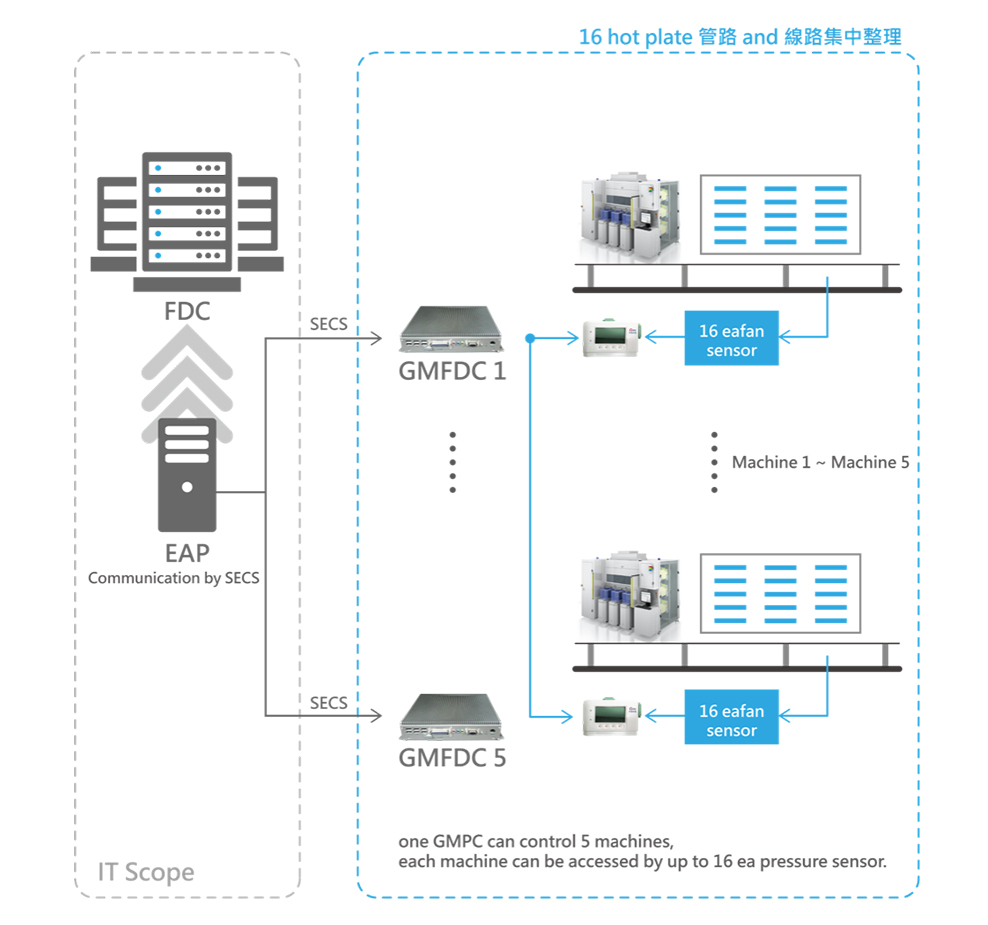 16 hot plate 管路 and 線路集中整理
FDC
SECS
GMFDC 1
16 eafan
sensor
Machine 1 ~ Machine 5
EAP
Communication by SECS
SECS
GMFDC 5
16 eafan
sensor
one GMPC can control 5 machines,
each machine can be accessed by up to 16 ea pressure sensor.
IT Scope